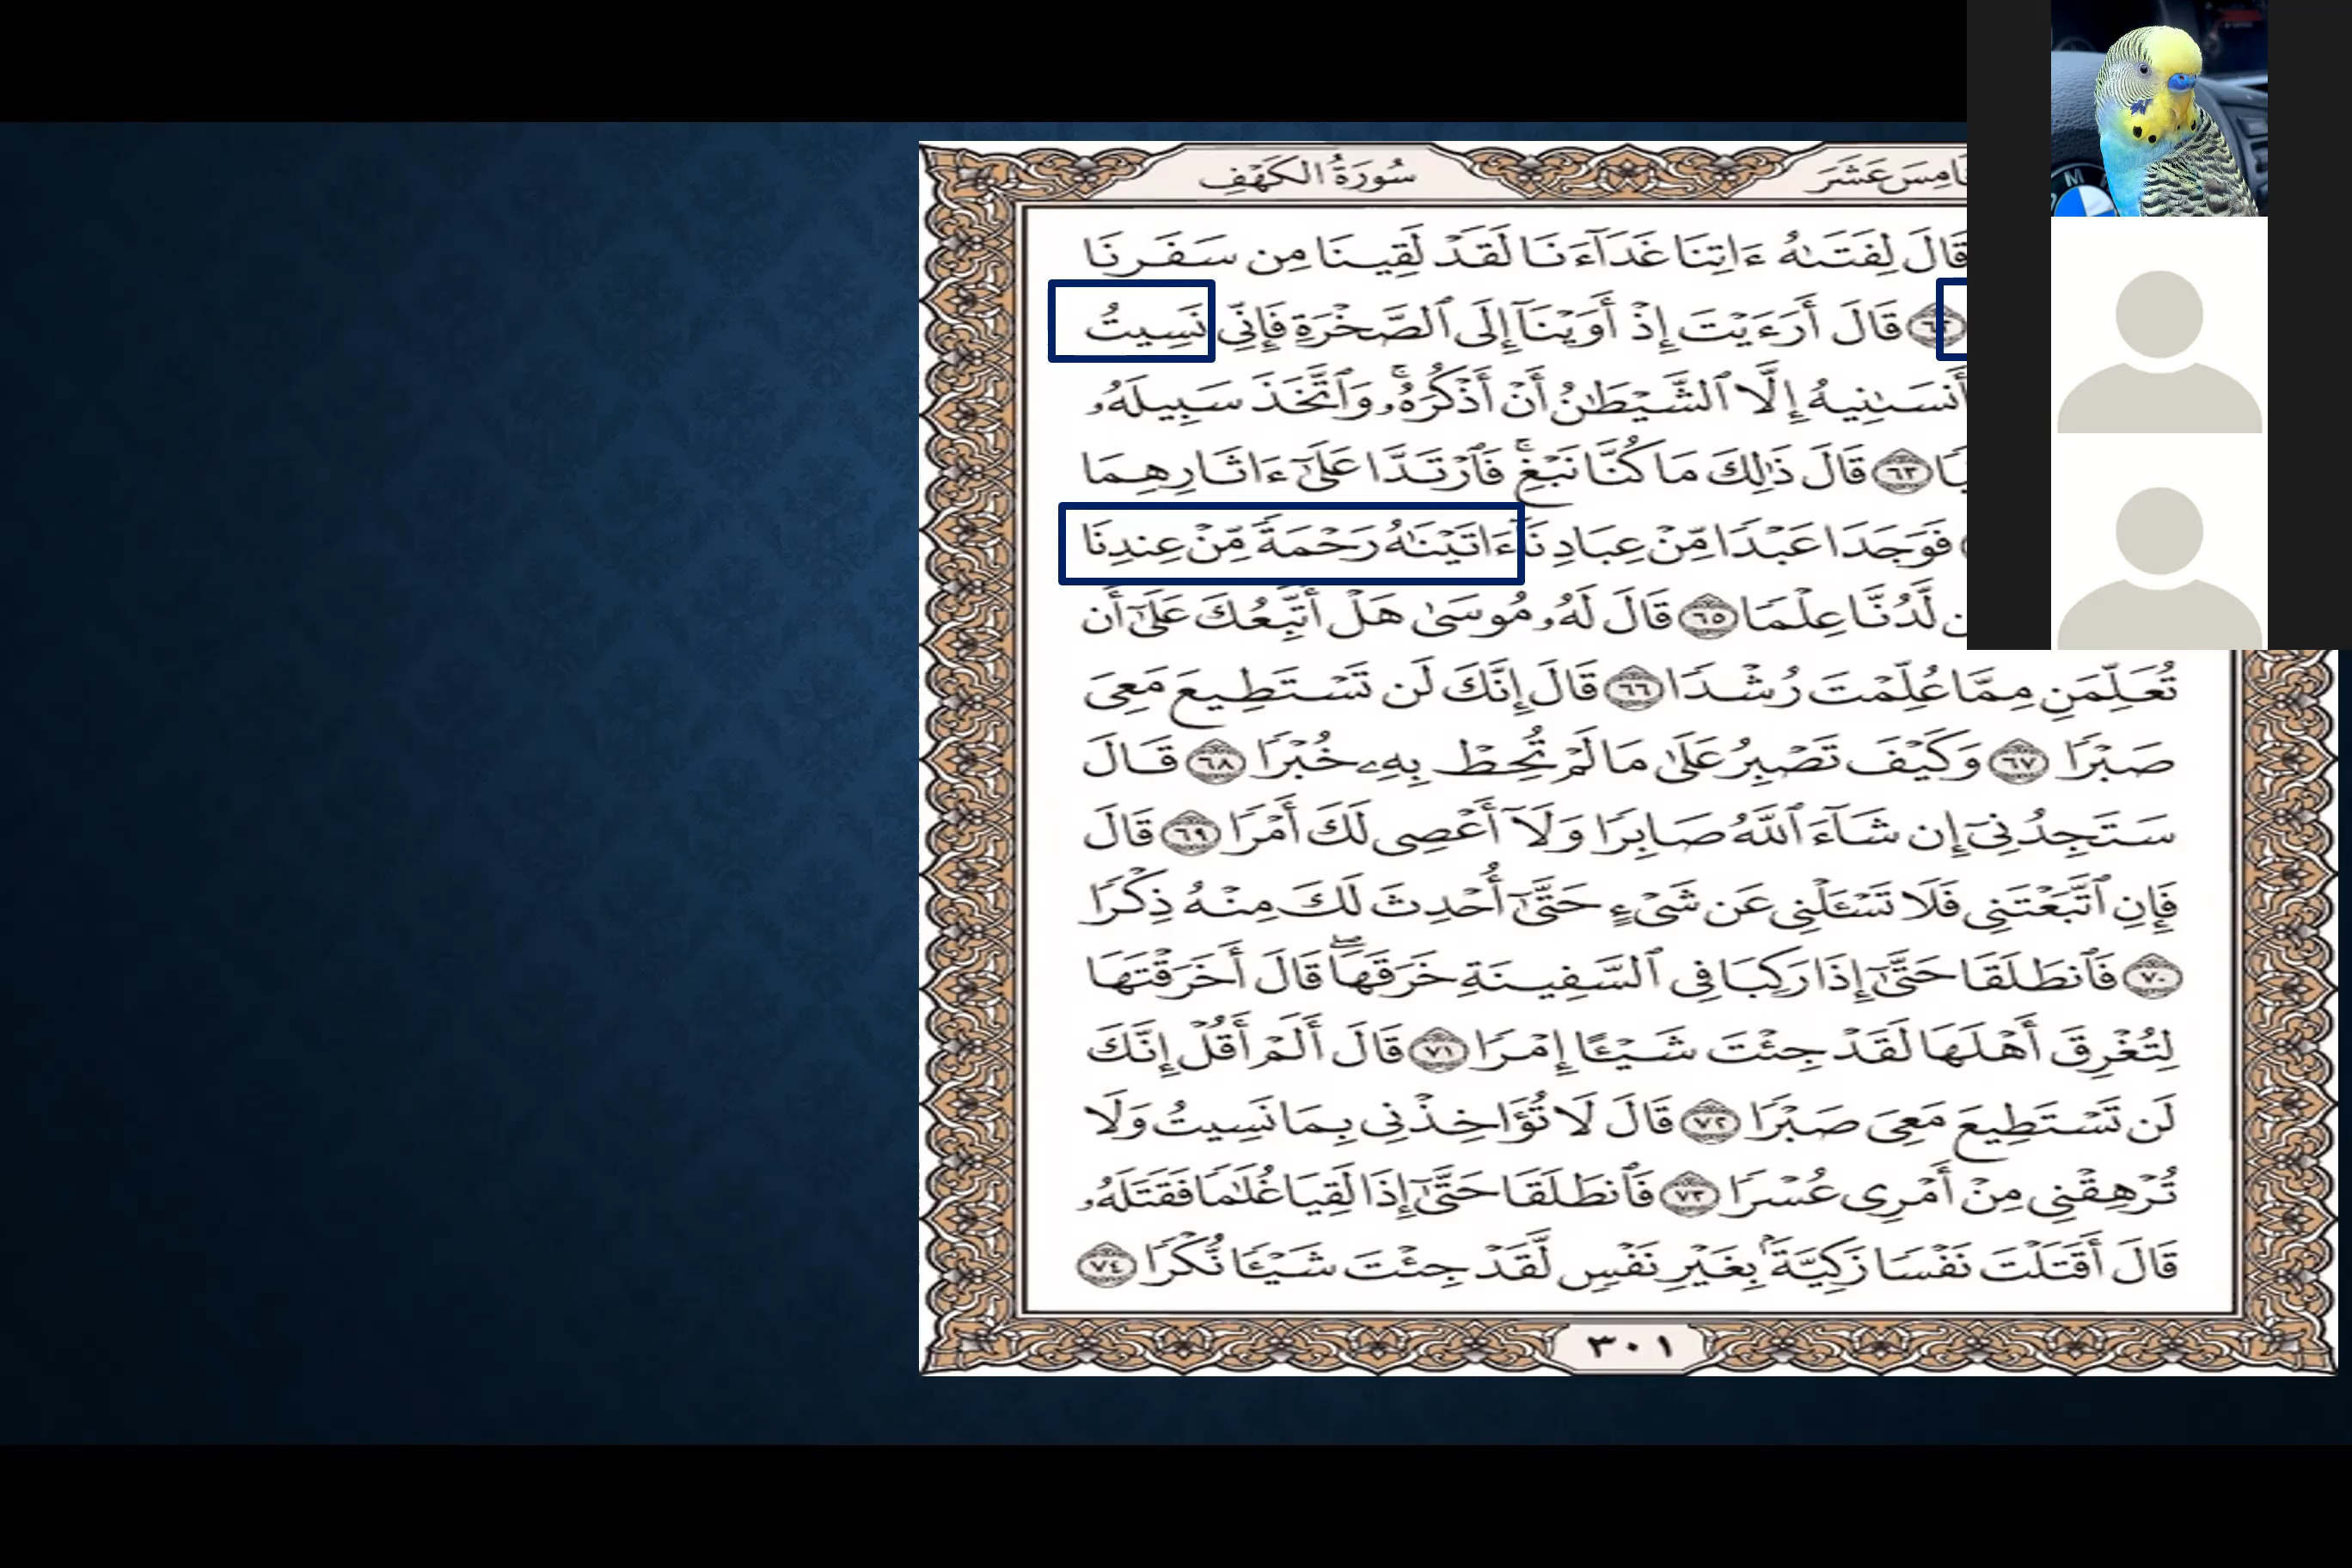 سُورَةُ الكَهْفِ
قَالَ لِفَتَىٰهُ ءَاتِنَا غَدَآءَنَا لَقَدْ لَقِينَا مِن سَفَرِنَا
٦٢ قَالَ أَرَءَيْتَ إِذْ أَوَيْنَآ إِلَى ٱلصَّخْرَةِ فَإِنِّى نَسِيتُ
أَنسَىٰنِيهُ إِلَّا ٱلشَّيْطَٰنُ أَنْ أَذْكُرَهُۥۚ وَٱتَّخَذَ سَبِيلَهُۥ
٦٣ قَالَ ذَٰلِكَ مَا كُنَّا نَبْغِۚ فَٱرْتَدَّا عَلَىٰٓ ءَاثَارِهِمَا
فَوَجَدَا عَبْدًا مِّنْ عِبَادِنَآ ءَاتَيْنَٰهُ رَحْمَةً مِّنْ عِندِنَا
لَّدُنَّا عِلْمًا ٦٥ قَالَ لَهُۥ مُوسَىٰ هَلْ أَتَّبِعُكَ عَلَىٰٓ أَن
تُعَلِّمَنِ مِمَّا عُلِّمْتَ رُشْدًا ٦٦ قَالَ إِنَّكَ لَن تَسْتَطِيعَ مَعِىَ
صَبْرًا ٦٧ وَكَيْفَ تَصْبِرُ عَلَىٰ مَا لَمْ تُحِطْ بِهِۦ خُبْرًا ٦٨ قَالَ
سَتَجِدُنِىٓ إِن شَآءَ ٱللَّهُ صَابِرًا وَلَآ أَعْصِى لَكَ أَمْرًا ٦٩ قَالَ
فَإِنِ ٱتَّبَعْتَنِى فَلَا تَسْـَٔلْنِى عَن شَىْءٍ حَتَّىٰٓ أُحْدِثَ لَكَ مِنْهُ ذِكْرًا
٧٠ فَٱنطَلَقَا حَتَّىٰٓ إِذَا رَكِبَا فِى ٱلسَّفِينَةِ خَرَقَهَاۖ قَالَ أَخَرَقْتَهَا
لِتُغْرِقَ أَهْلَهَا لَقَدْ جِئْتَ شَيْـًٔا إِمْرًا ٧١ قَالَ أَلَمْ أَقُلْ إِنَّكَ
لَن تَسْتَطِيعَ مَعِىَ صَبْرًا ٧٢ قَالَ لَا تُؤَاخِذْنِى بِمَا نَسِيتُ وَلَا
تُرْهِقْنِى مِنْ أَمْرِى عُسْرًا ٧٣ فَٱنطَلَقَا حَتَّىٰٓ إِذَا لَقِيَا غُلَٰمًا فَقَتَلَهُۥ
قَالَ أَقَتَلْتَ نَفْسًا زَكِيَّةًۢ بِغَيْرِ نَفْسٍ لَّقَدْ جِئْتَ شَيْـًٔا نُّكْرًا ٧٤
٣٠١